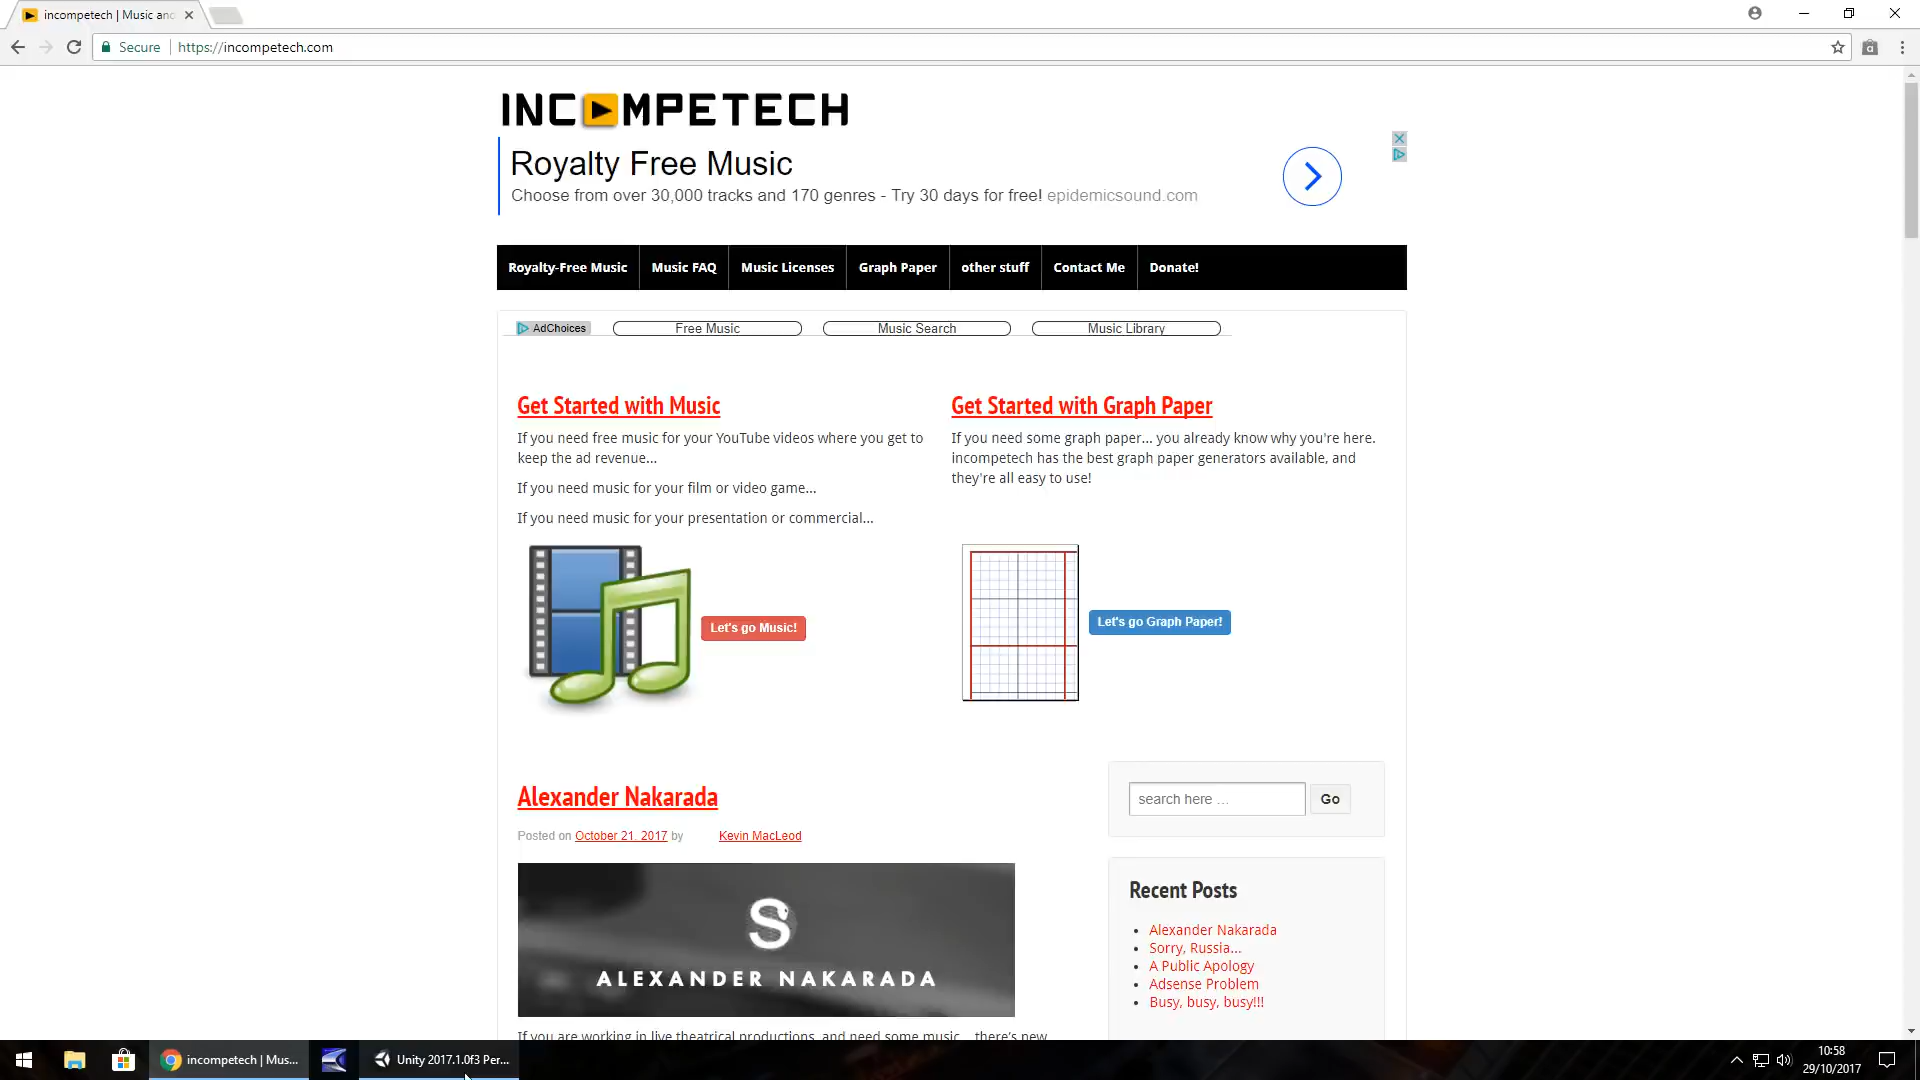 incompetech | Music an
Secure
https://incompetech.com
INCOMPETECH
Royalty Free Music
Choose from over 30,000 tracks and 170 genres - Try 30 days for free! epidemicsound.com
Royalty-Free Music
Music FAQ
Music Licenses
Graph Paper
other stuff
Contact Me
Donate!
AdChoices
Free Music
Music Search
Music Library
Get Started with Music
If you need free music for your YouTube videos where you get to
keep the ad revenue...
If you need music for your film or video game...
If you need music for your presentation or commercial...
Let's go Music!
Get Started with Graph Paper
If you need some graph paper... you already know why you're here.
incompetech has the best graph paper generators available, and
they're all easy to use!
Let's go Graph Paper!
Alexander Nakarada
Posted on October 21, 2017 by Kevin MacLeod
S
ALEXANDER NAKARADA
If you are working in live theatrical productions, and need some music... there's new
search here ...
Go
Recent Posts
Alexander Nakarada
Sorry, Russia...
A Public Apology
Adsense Problem
Busy, busy, busy!!!
incompetech | Mus...
Unity 2017.1.0f3 Per...
10:58
29/10/2017